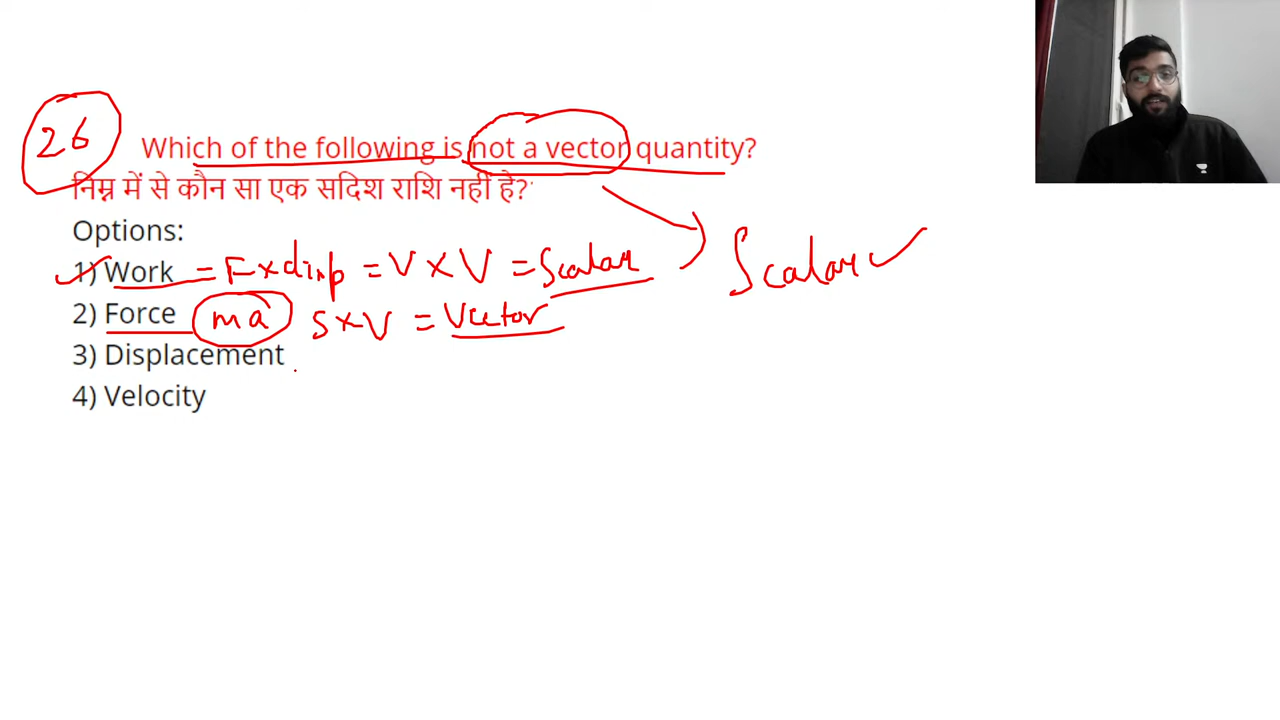 26 Which of the following is not a vector quantity?
निम्न में से कौन सा एक सदिश राशि नहीं है?
Options:
1) Work = F x disp = V x V = Scalar Scalar
2) Force ma S x V = Vector
3) Displacement
4) Velocity